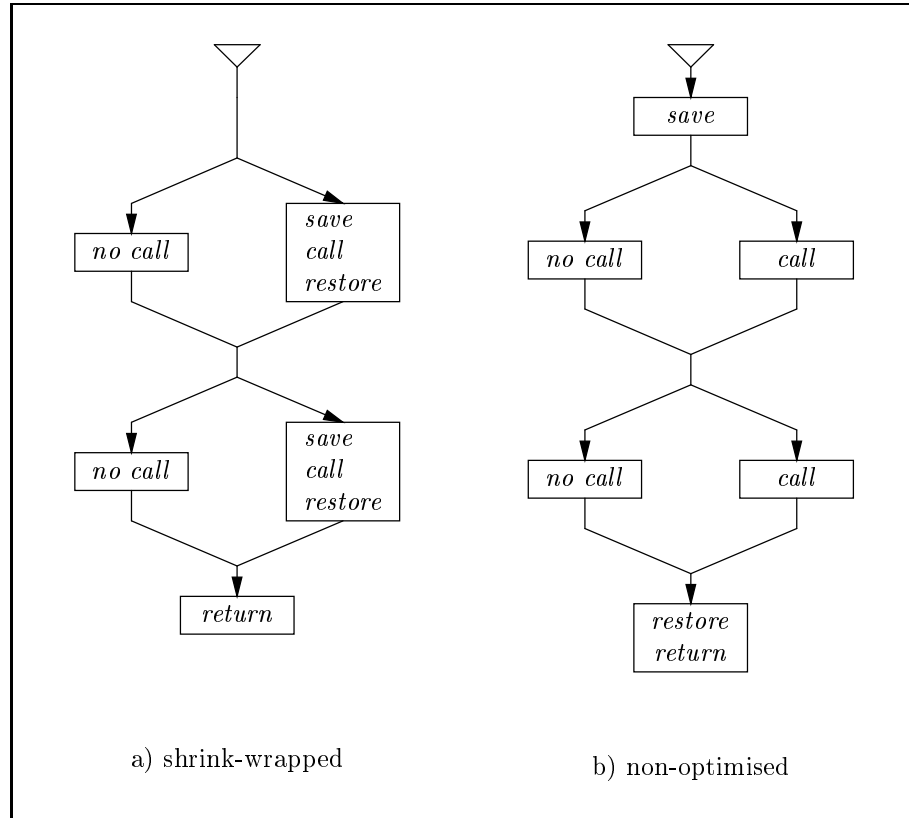 save
no call
save
call
restore
no call
call
no call
save
call
restore
no call
call
return
restore
return
a) shrink-wrapped
b) non-optimised